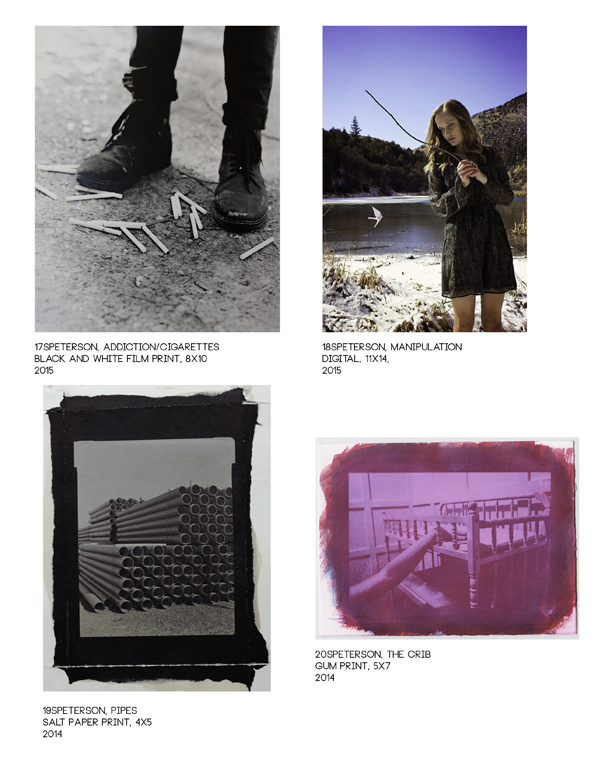 17SPETERSON, ADDICTION/CIGARETTES
BLACK AND WHITE FILM PRINT, 8X10
2015
18SPETERSON, MANIPULATION
DIGITAL, 11X14,
2015
19SPETERSON, PIPES
SALT PAPER PRINT, 4X5
2014
20SPETERSON, THE CRIB
GUM PRINT, 5X7
2014